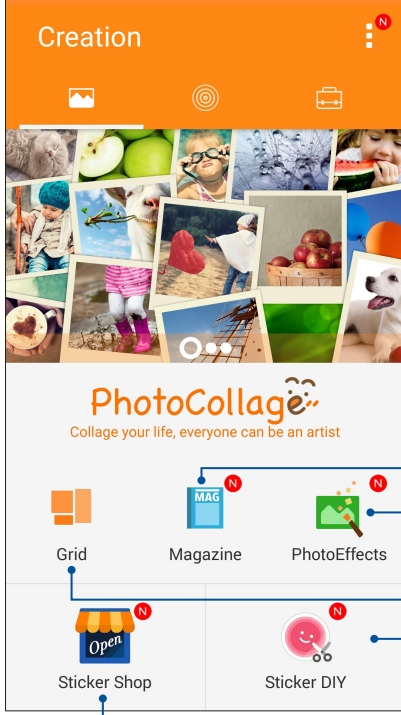 Creation
N
PhotoCollage
Collage your life, everyone can be an artist
N
N
MAG
Grid
Magazine
PhotoEffects
N
N
Open
Sticker Shop
Sticker DIY